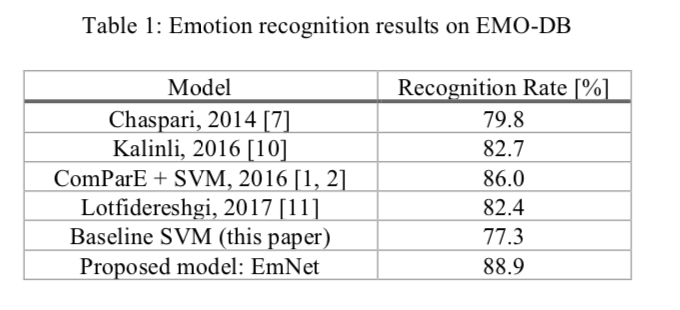 Table 1: Emotion recognition results on EMO-DB
Model Recognition Rate [%]
Chaspari, 2014 [7] 79.8
Kalinli, 2016 [10] 82.7
ComParE + SVM, 2016 [1, 2] 86.0
Lotfidereshgi, 2017 [11] 82.4
Baseline SVM (this paper) 77.3
Proposed model: EmNet 88.9